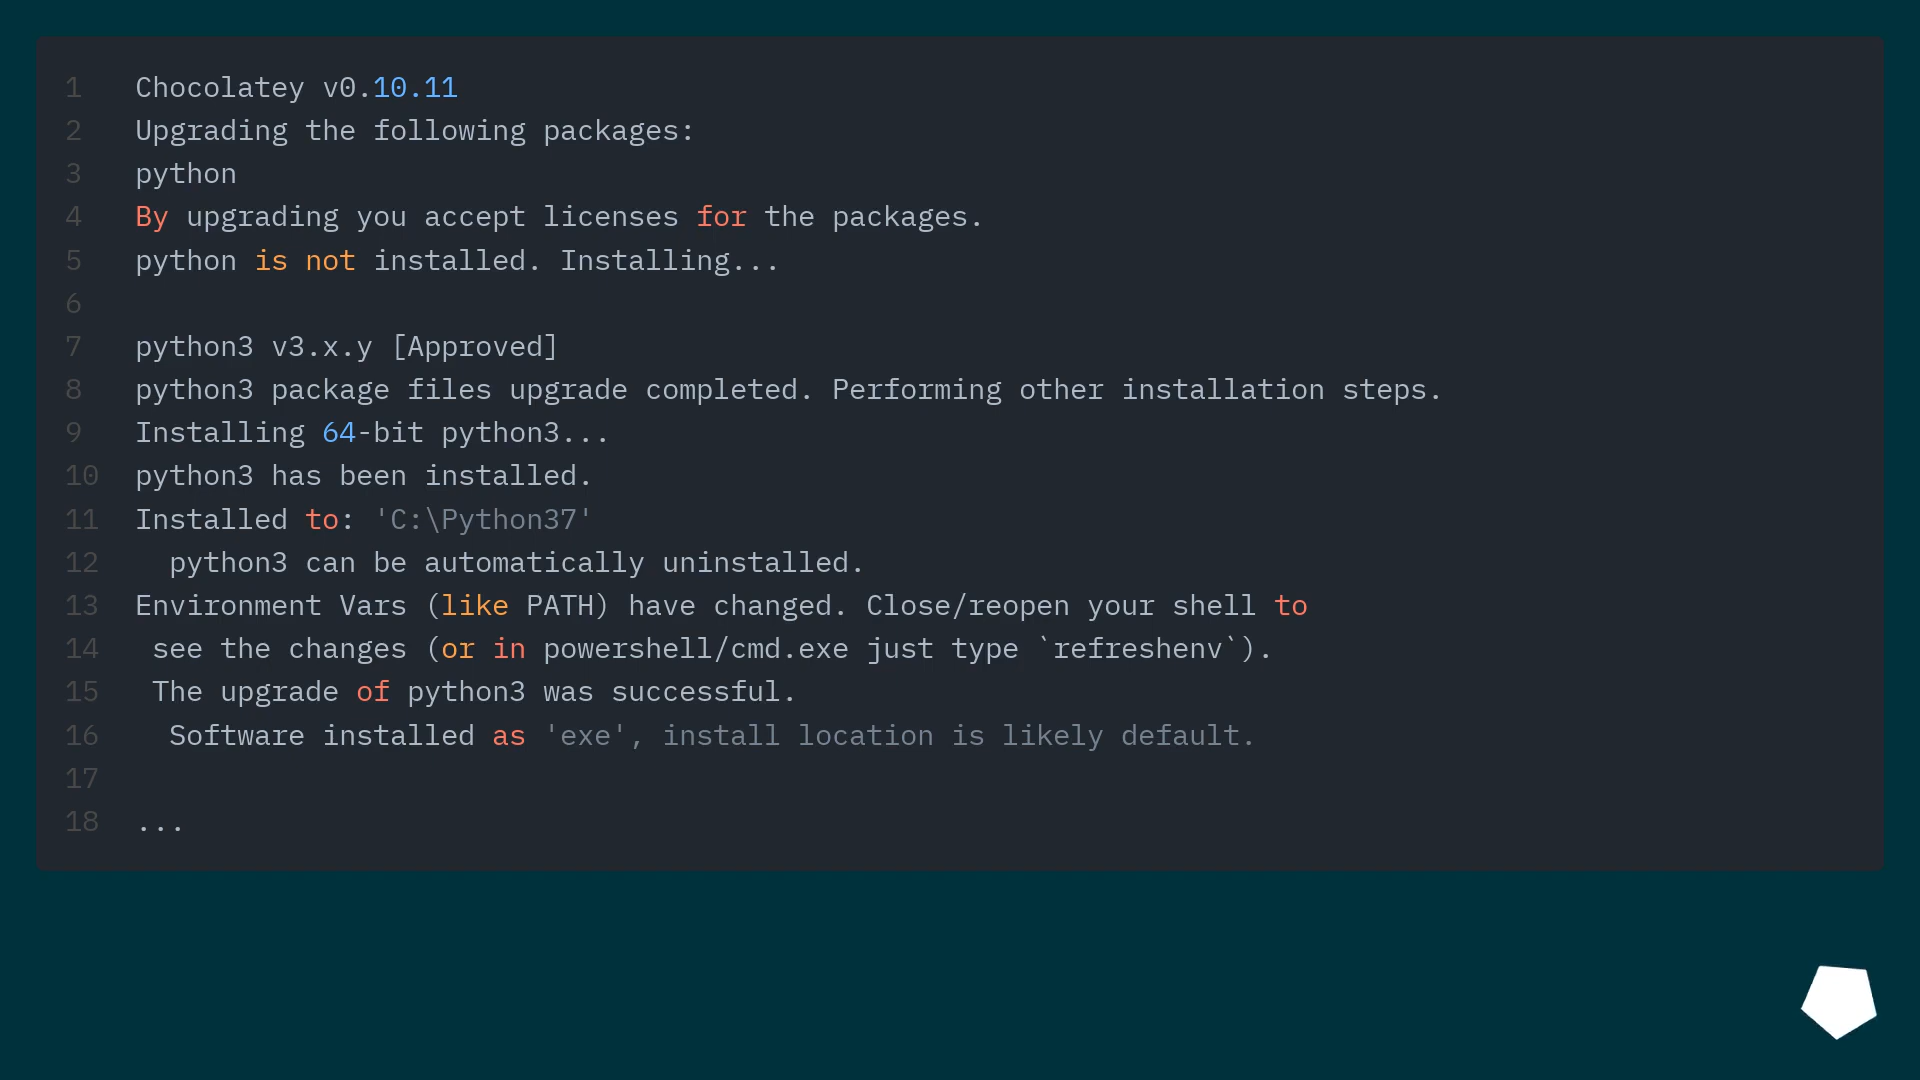 1 Chocolatey v0.10.11
2 Upgrading the following packages:
3 python
4 By upgrading you accept licenses for the packages.
5 python is not installed. Installing...
6
7 python3 v3.x.y [Approved]
8 python3 package files upgrade completed. Performing other installation steps.
9 Installing 64-bit python3...
10 python3 has been installed.
11 Installed to: 'C:\Python37'
12   python3 can be automatically uninstalled.
13 Environment Vars (like PATH) have changed. Close/reopen your shell to
14  see the changes (or in powershell/cmd.exe just type `refreshenv`).
15  The upgrade of python3 was successful.
16   Software installed as 'exe', install location is likely default.
17
18 ...